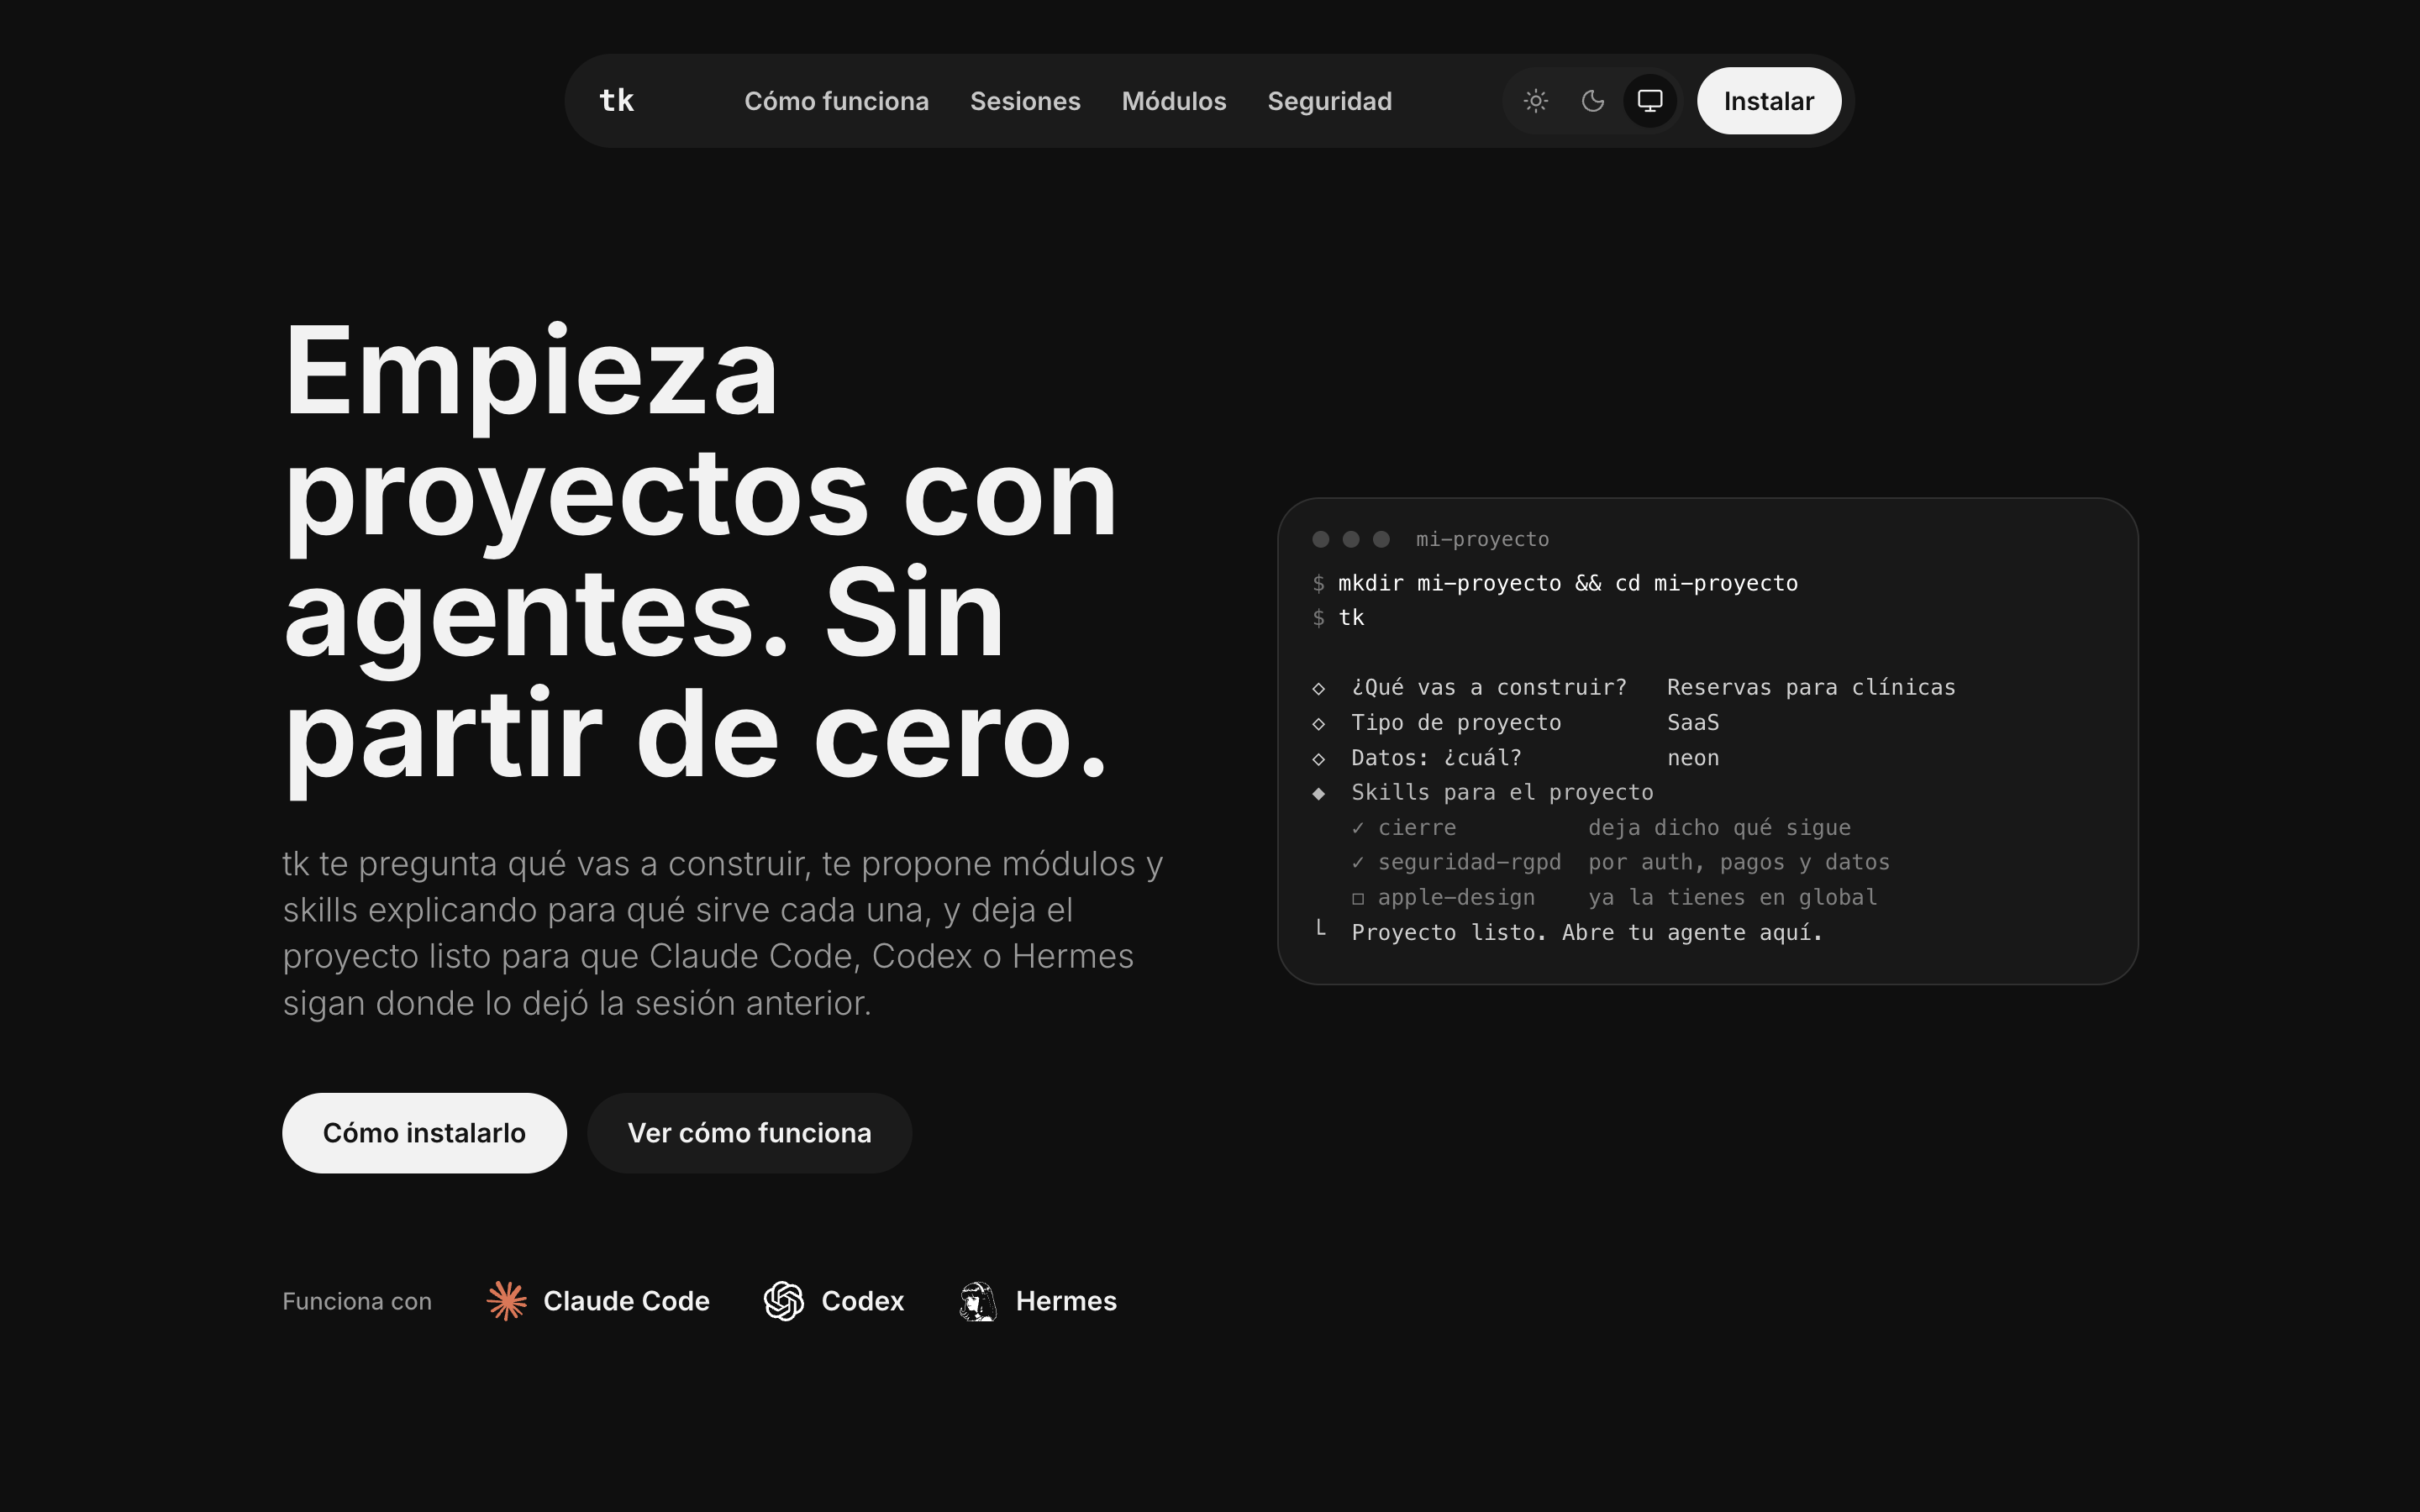 tk
Cómo funciona
Sesiones
Módulos
Seguridad
Instalar
Empieza
proyectos con
agentes. Sin
partir de cero.
tk te pregunta qué vas a construir, te propone módulos y
skills explicando para qué sirve cada una, y deja el
proyecto listo para que Claude Code, Codex o Hermes
sigan donde lo dejó la sesión anterior.
Cómo instalarlo
Ver cómo funciona
Funciona con
Claude Code
Codex
Hermes
mi-proyecto
$ mkdir mi-proyecto && cd mi-proyecto
$ tk
◇ ¿Qué vas a construir? Reservas para clínicas
◇ Tipo de proyecto SaaS
◇ Datos: ¿cuál? neon
◆ Skills para el proyecto
✓ cierre deja dicho qué sigue
✓ seguridad-rgpd por auth, pagos y datos
◻ apple-design ya la tienes en global
└ Proyecto listo. Abre tu agente aquí.